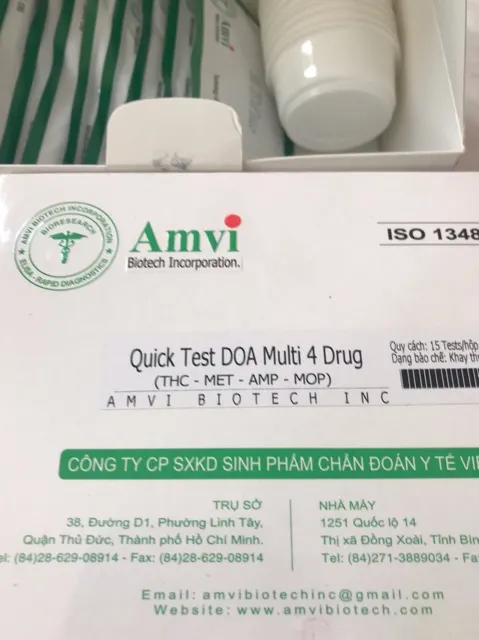 Amvi
AMVI BIOTECH INCORPORATION
BIORESEARCH
ELISA - RAPID DIAGNOSTICS
Amvi
Biotech Incorporation.
ISO 1348
Quick Test DOA Multi 4 Drug
(THC - MET - AMP - MOP)
AMVI BIOTECH INC
Quy cách: 15 Tests/hộp
Dạng bào chế: Khay th
CÔNG TY CP SXKD SINH PHẨM CHẨN ĐOÁN Y TẾ VIỆ
TRỤ SỞ
38, Đường D1, Phường Linh Tây,
Quận Thủ Đức, Thành phố Hồ Chí Minh.
el: (84)28-629-08914 - Fax: (84)28-629-08914
NHÀ MÁY
1251 Quốc lộ 14
Thị xã Đồng Xoài, Tỉnh Bìn
Tel: (84)271-3889034 - Fax:
Email: amvibiotechinc@gmail.com
Website: www.amvibiotech.com